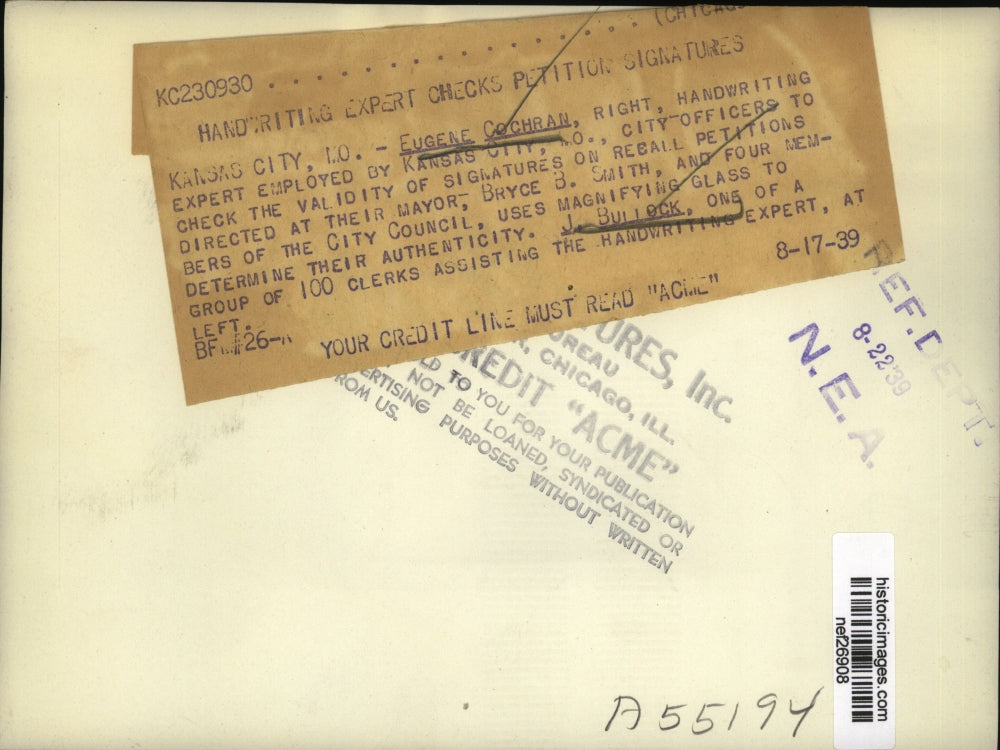 (CHICAGO
KC230930 . . . . . . . . . . . . . .
HANDWRITING EXPERT CHECKS PETITION SIGNATURES
KANSAS CITY, MO. - EUGENE COCHRAN, RIGHT, HANDWRITING
EXPERT EMPLOYED BY KANSAS CITY, MO., CITY OFFICERS TO
CHECK THE VALIDITY OF SIGNATURES ON RECALL PETITIONS
DIRECTED AT THEIR MAYOR, BRYCE B. SMITH, AND FOUR MEM-
BERS OF THE CITY COUNCIL, USES MAGNIFYING GLASS TO
DETERMINE THEIR AUTHENTICITY. J. BULLOCK, ONE OF A
GROUP OF 100 CLERKS ASSISTING THE HANDWRITING EXPERT, AT
LEFT.
8-17-39
YOUR CREDIT LINE MUST READ "ACME"
TURES, Inc.
UREAU
CHICAGO, ILL.
REDIT "ACME"
LD TO YOU FOR YOUR PUBLICATION
NOT BE LOANED, SYNDICATED OR
ERTISING PURPOSES WITHOUT WRITTEN
ROM US.
REF. DEPT.
8-22 39
N. E. A.
historicimages.com
nef26908
A55194